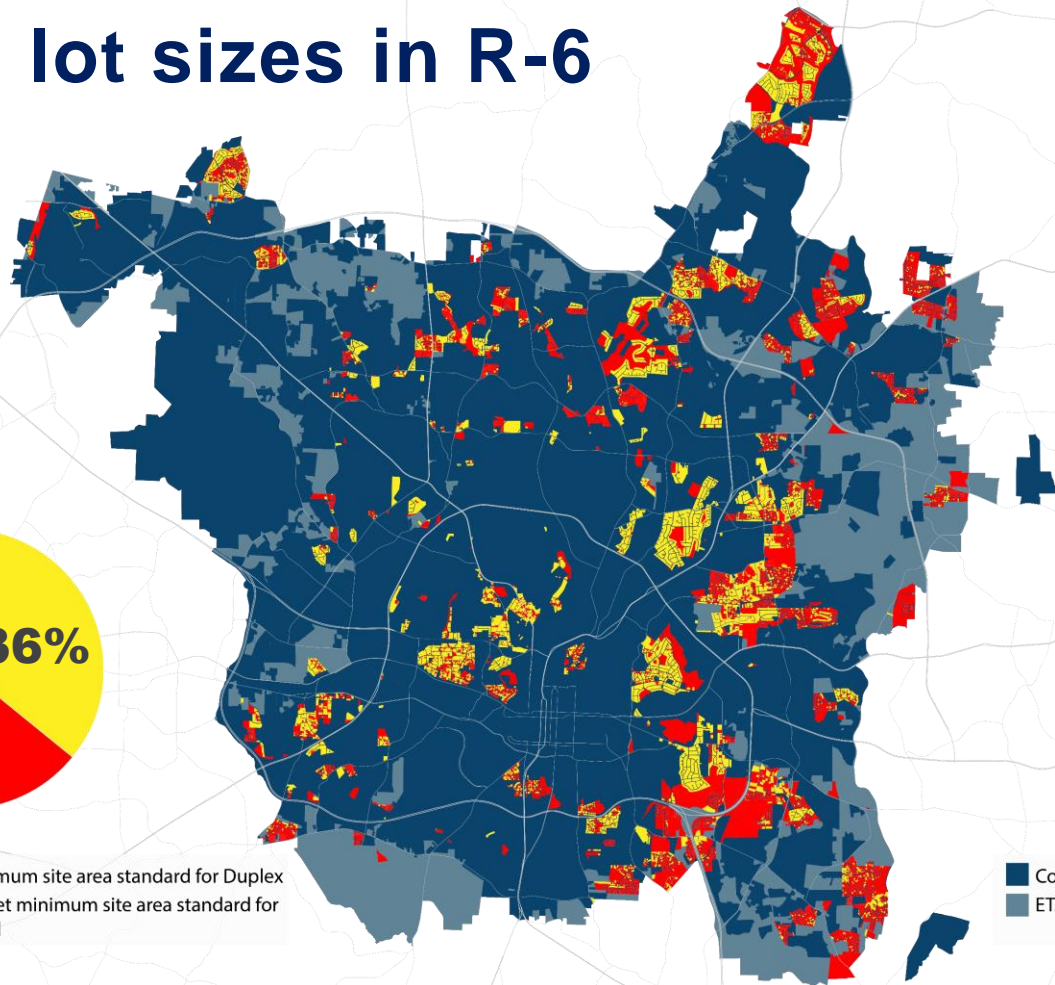 lot sizes in R-6
36%
mum site area standard for Duplex
et minimum site area standard for
Co
ET